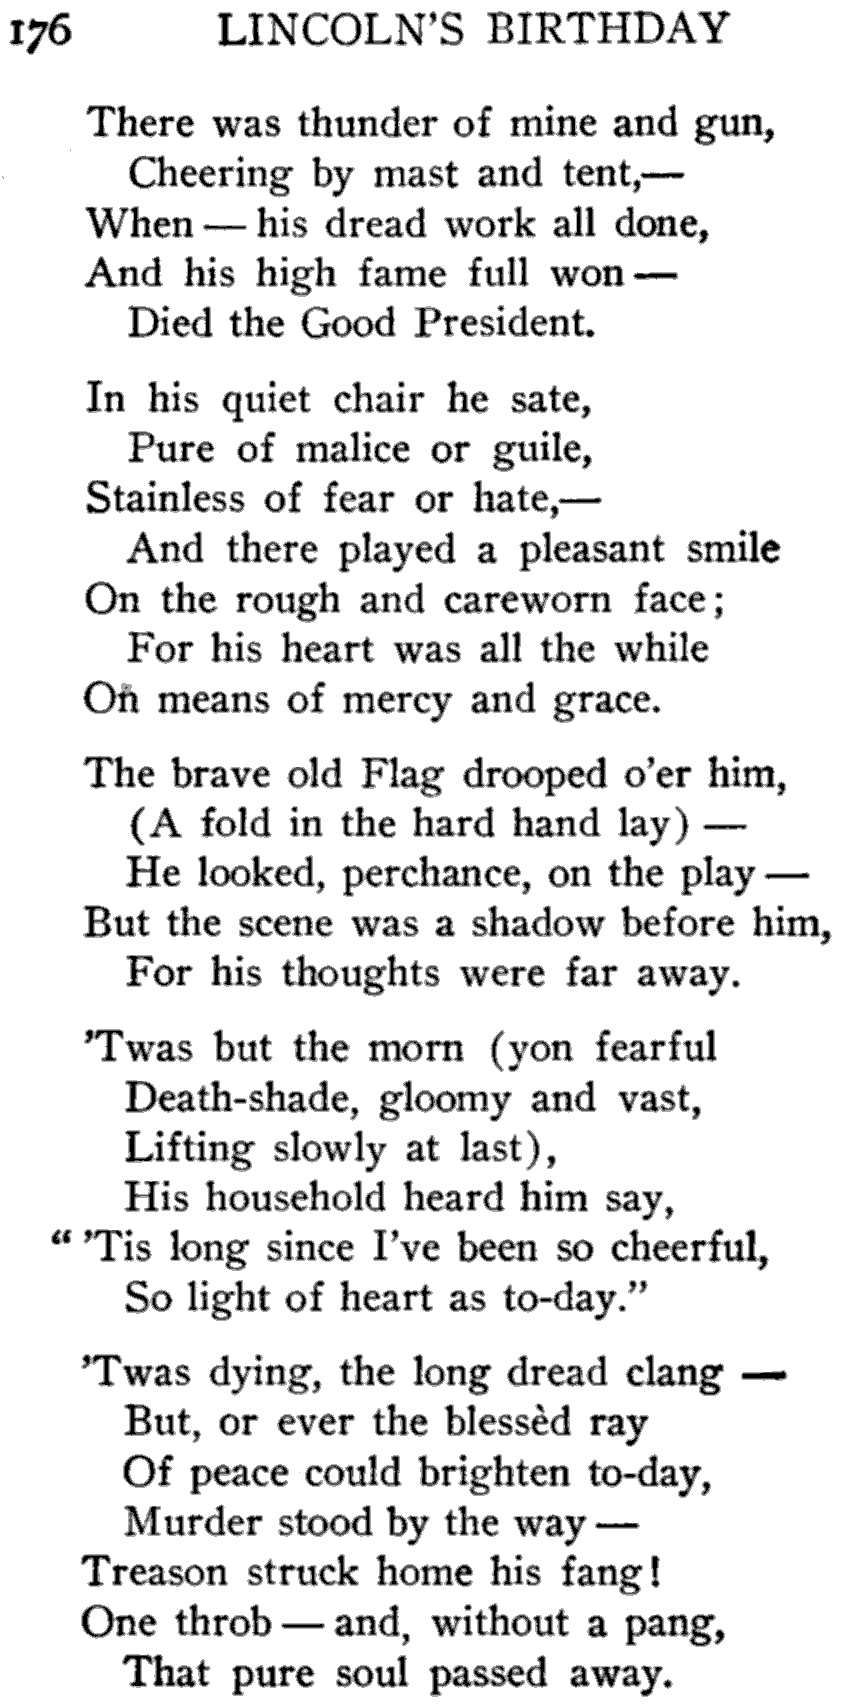 176 LINCOLN'S BIRTHDAY
There was thunder of mine and gun,
Cheering by mast and tent,—
When — his dread work all done,
And his high fame full won —
Died the Good President.
In his quiet chair he sate,
Pure of malice or guile,
Stainless of fear or hate,—
And there played a pleasant smile
On the rough and careworn face;
For his heart was all the while
On means of mercy and grace.
The brave old Flag drooped o'er him,
(A fold in the hard hand lay) —
He looked, perchance, on the play —
But the scene was a shadow before him,
For his thoughts were far away.
'Twas but the morn (yon fearful
Death-shade, gloomy and vast,
Lifting slowly at last),
His household heard him say,
“ 'Tis long since I've been so cheerful,
So light of heart as to-day.”
'Twas dying, the long dread clang —
But, or ever the blessèd ray
Of peace could brighten to-day,
Murder stood by the way —
Treason struck home his fang!
One throb — and, without a pang,
That pure soul passed away.